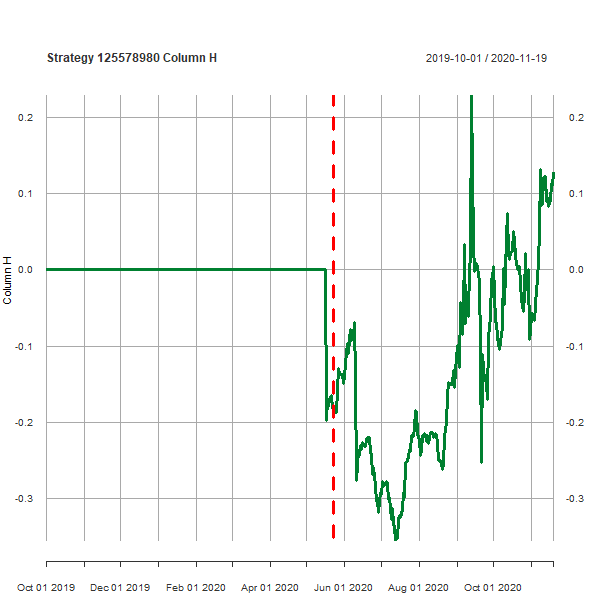 Strategy 125578980 Column H
2019-10-01 / 2020-11-19
0.2 0.2
0.1 0.1
0.0 0.0
-0.1 -0.1
-0.2 -0.2
-0.3 -0.3
Column H
Oct 01 2019 Dec 01 2019 Feb 01 2020 Apr 01 2020 Jun 01 2020 Aug 01 2020 Oct 01 2020